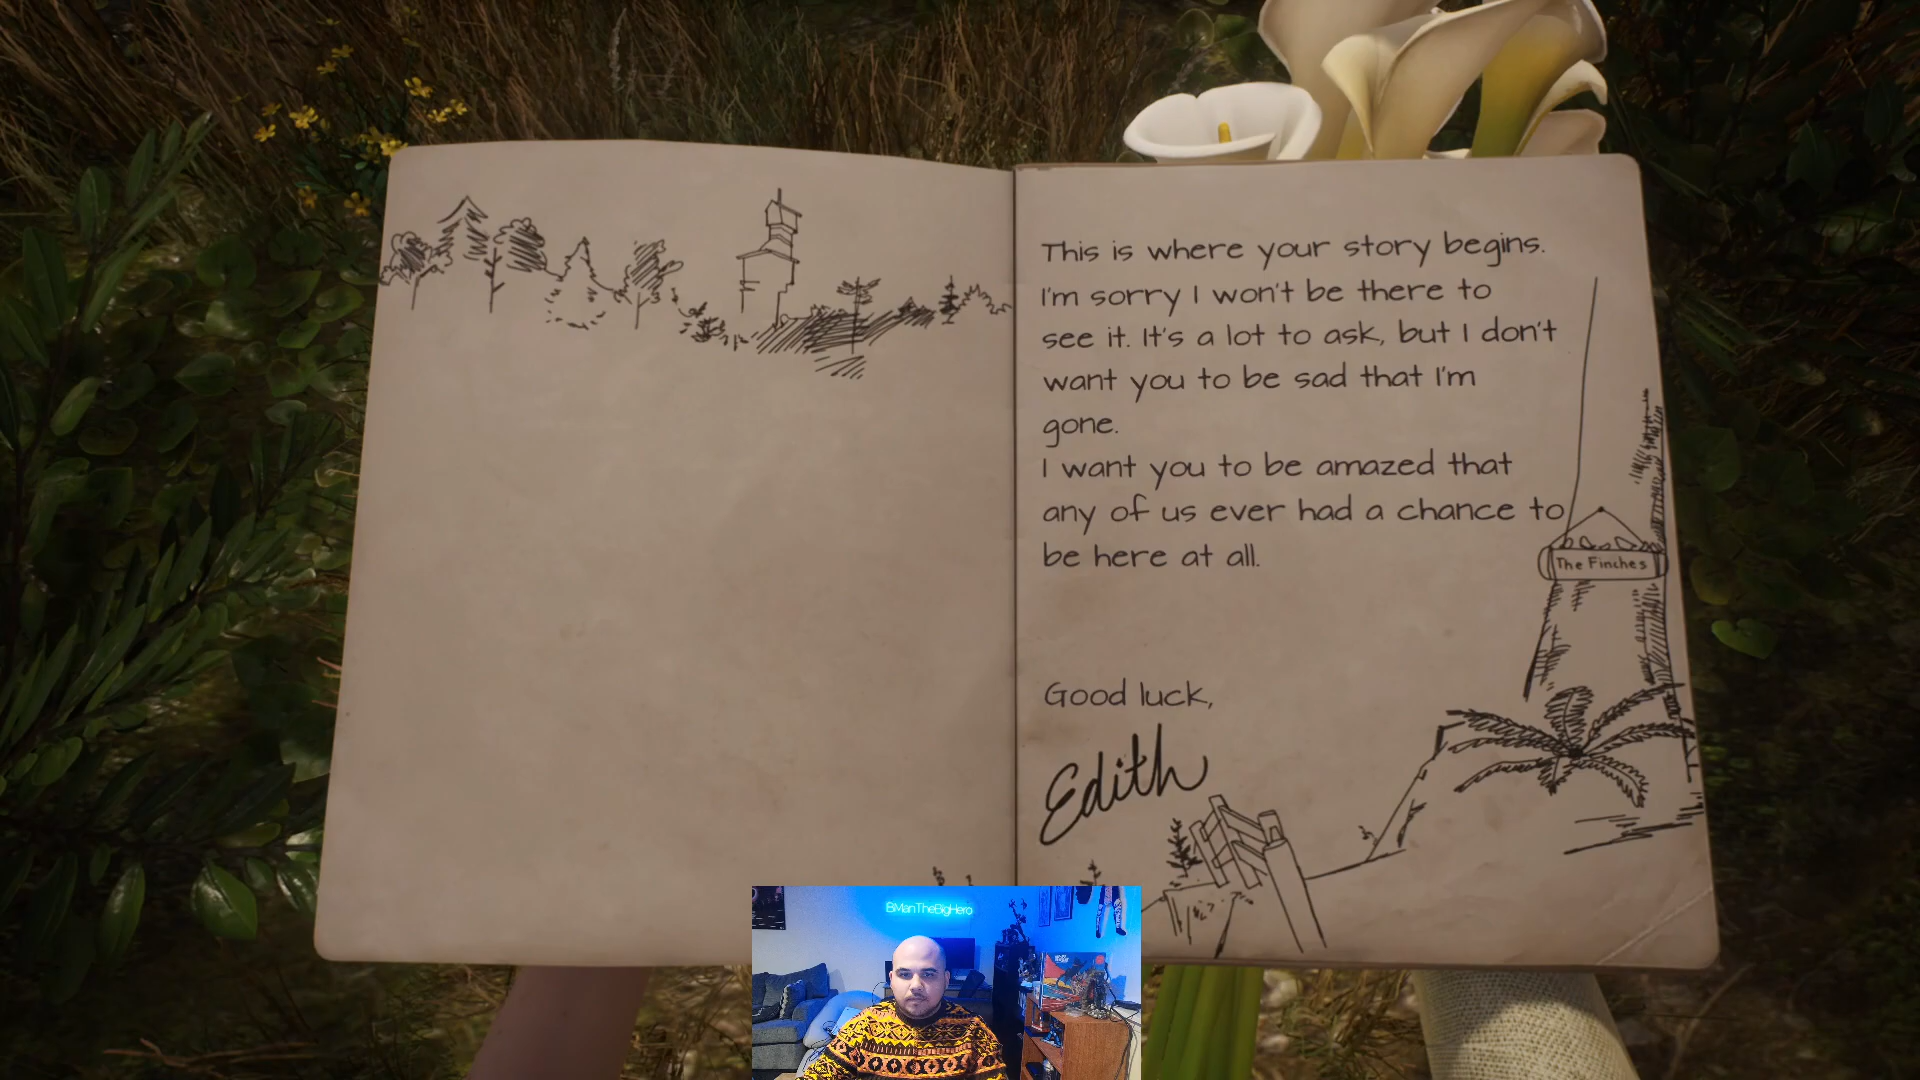 This is where your story begins.
I'm sorry I won't be there to
see it. It's a lot to ask, but I don't
want you to be sad that I'm
gone.
I want you to be amazed that
any of us ever had a chance to
be here at all.
The Finches
Good luck,
Edith
BManTheBigHero